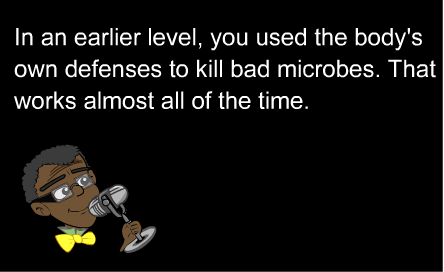 In an earlier level, you used the body's
own defenses to kill bad microbes. That
works almost all of the time.